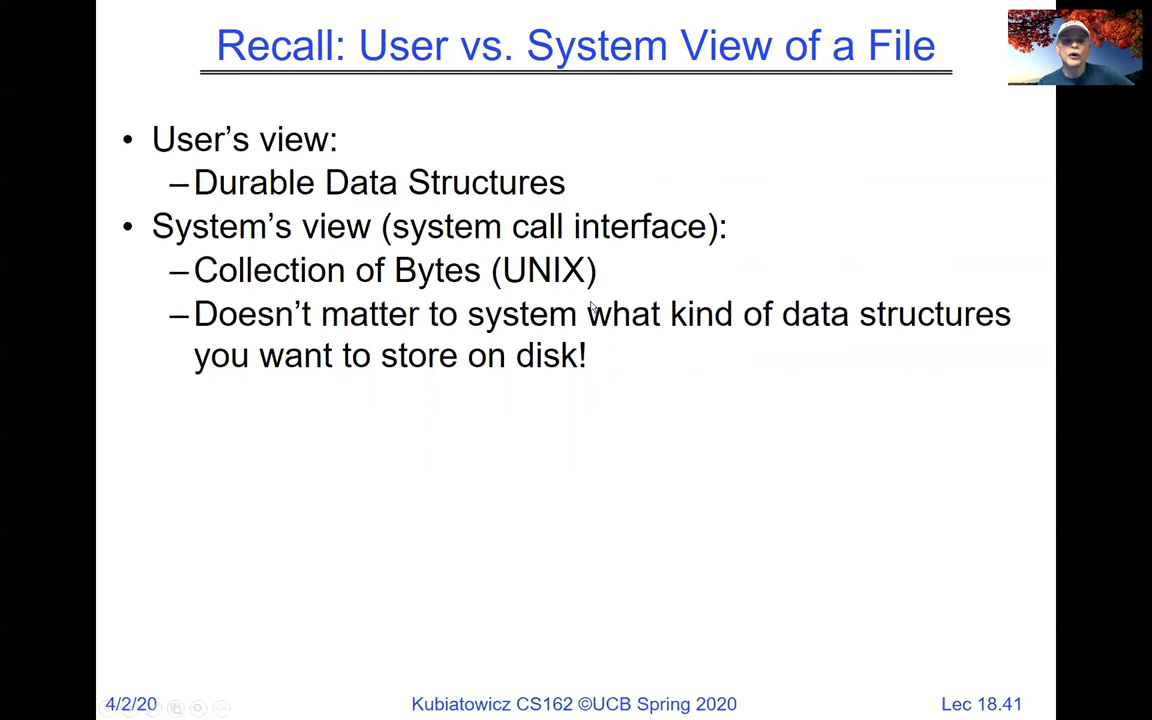 Recall: User vs. System View of a File
• User’s view:
–Durable Data Structures
• System’s view (system call interface):
–Collection of Bytes (UNIX)
–Doesn’t matter to system what kind of data structures
you want to store on disk!
4/2/20
Kubiatowicz CS162 ©UCB Spring 2020
Lec 18.41